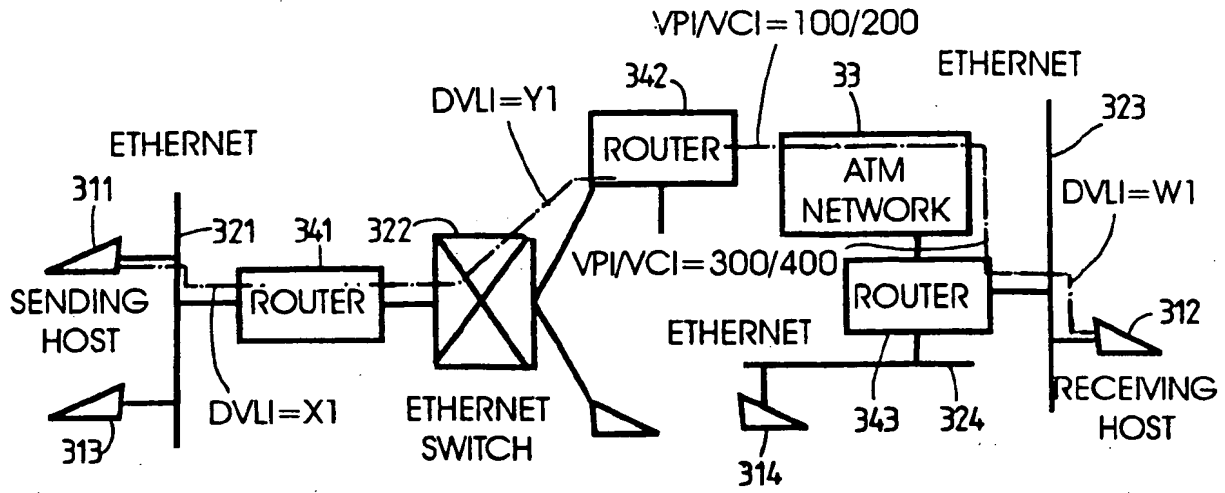 VPI/VCI=100/200
342
33
ETHERNET
DVLI=Y1
323
ETHERNET
ROUTER
ATM
NETWORK
311
321
341
322
DVLI=W1
VPI/VCI=300/400
SENDING
HOST
ROUTER
ROUTER
312
ETHERNET
313
DVLI=X1
ETHERNET
SWITCH
314
343
324
RECEIVING
HOST